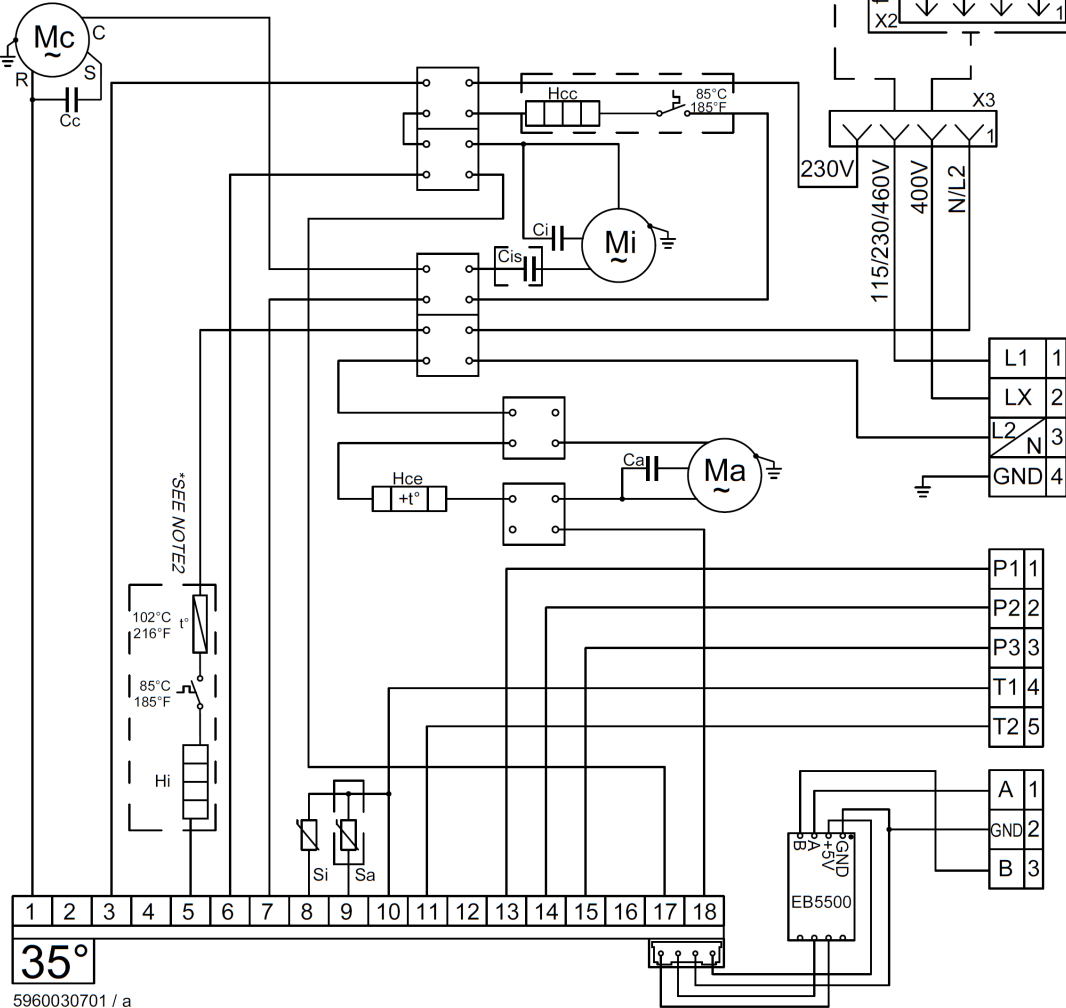 X2
1
Mc
~
C
S
R
Cc
Hcc
85°C
185°F
X3
1
230V
115/230/460V
400V
N/L2
Ci
Mi
~
Cis
L1 1
LX 2
L2/N 3
GND 4
Ca
Ma
~
Hce
+t°
*SEE NOTE2
102°C
216°F
t°
85°C
185°F
Hi
P1 1
P2 2
P3 3
T1 4
T2 5
Si
Sa
A 1
GND 2
B 3
B A +5V GND
EB5500
1 2 3 4 5 6 7 8 9 10 11 12 13 14 15 16 17 18
35°
5960030701 / a